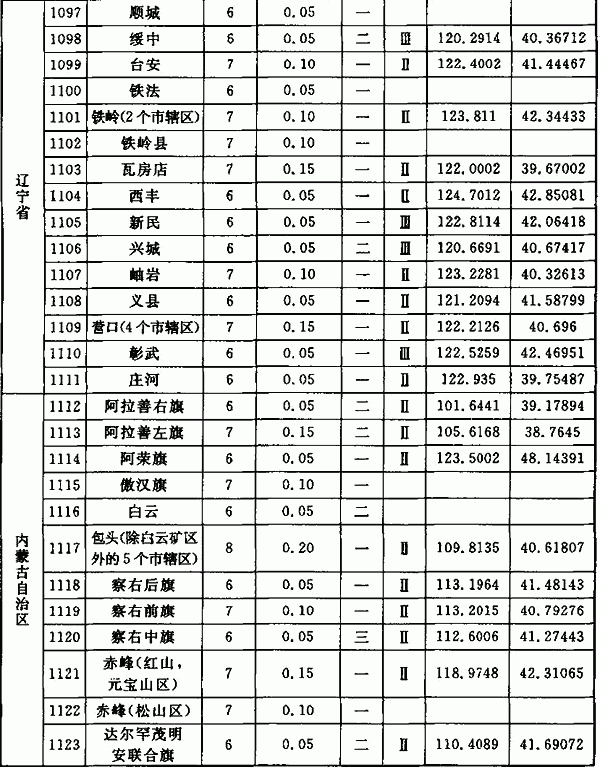 辽宁省
1097 顺城 6 0.05 一
1098 绥中 6 0.05 二 Ⅲ 120.2914 40.36712
1099 台安 7 0.10 一 Ⅱ 122.4002 41.44467
1100 铁法 6 0.05 一
1101 铁岭(2个市辖区) 7 0.10 一 Ⅱ 123.811 42.34433
1102 铁岭县 7 0.10 一
1103 瓦房店 7 0.15 一 Ⅱ 122.0002 39.67002
1104 西丰 6 0.05 一 Ⅱ 124.7012 42.85081
1105 新民 6 0.05 一 Ⅲ 122.8114 42.06418
1106 兴城 6 0.05 二 Ⅲ 120.6691 40.67417
1107 岫岩 7 0.10 一 Ⅱ 123.2281 40.32613
1108 义县 6 0.05 一 Ⅱ 121.2094 41.58799
1109 营口(4个市辖区) 7 0.15 一 Ⅱ 122.2126 40.696
1110 彰武 6 0.05 一 Ⅲ 122.5259 42.46951
1111 庄河 6 0.05 一 Ⅱ 122.935 39.75487
内蒙古自治区
1112 阿拉善右旗 6 0.05 二 Ⅱ 101.6441 39.17894
1113 阿拉善左旗 7 0.15 二 Ⅱ 105.6168 38.7645
1114 阿荣旗 6 0.05 一 Ⅱ 123.5002 48.14391
1115 傲汉旗 7 0.10 一
1116 白云 6 0.05 二
1117 包头(除白云矿区
外的5个市辖区) 8 0.20 一 Ⅱ 109.8135 40.61807
1118 察右后旗 6 0.05 一 Ⅱ 113.1964 41.48143
1119 察右前旗 7 0.10 一 Ⅱ 113.2015 40.79276
1120 察右中旗 6 0.05 三 Ⅱ 112.6006 41.27443
1121 赤峰(红山，
元宝山区) 7 0.15 一 Ⅱ 118.9748 42.31065
1122 赤峰(松山区) 7 0.10 一
1123 达尔罕茂明
安联合旗 6 0.05 二 Ⅱ 110.4089 41.69072